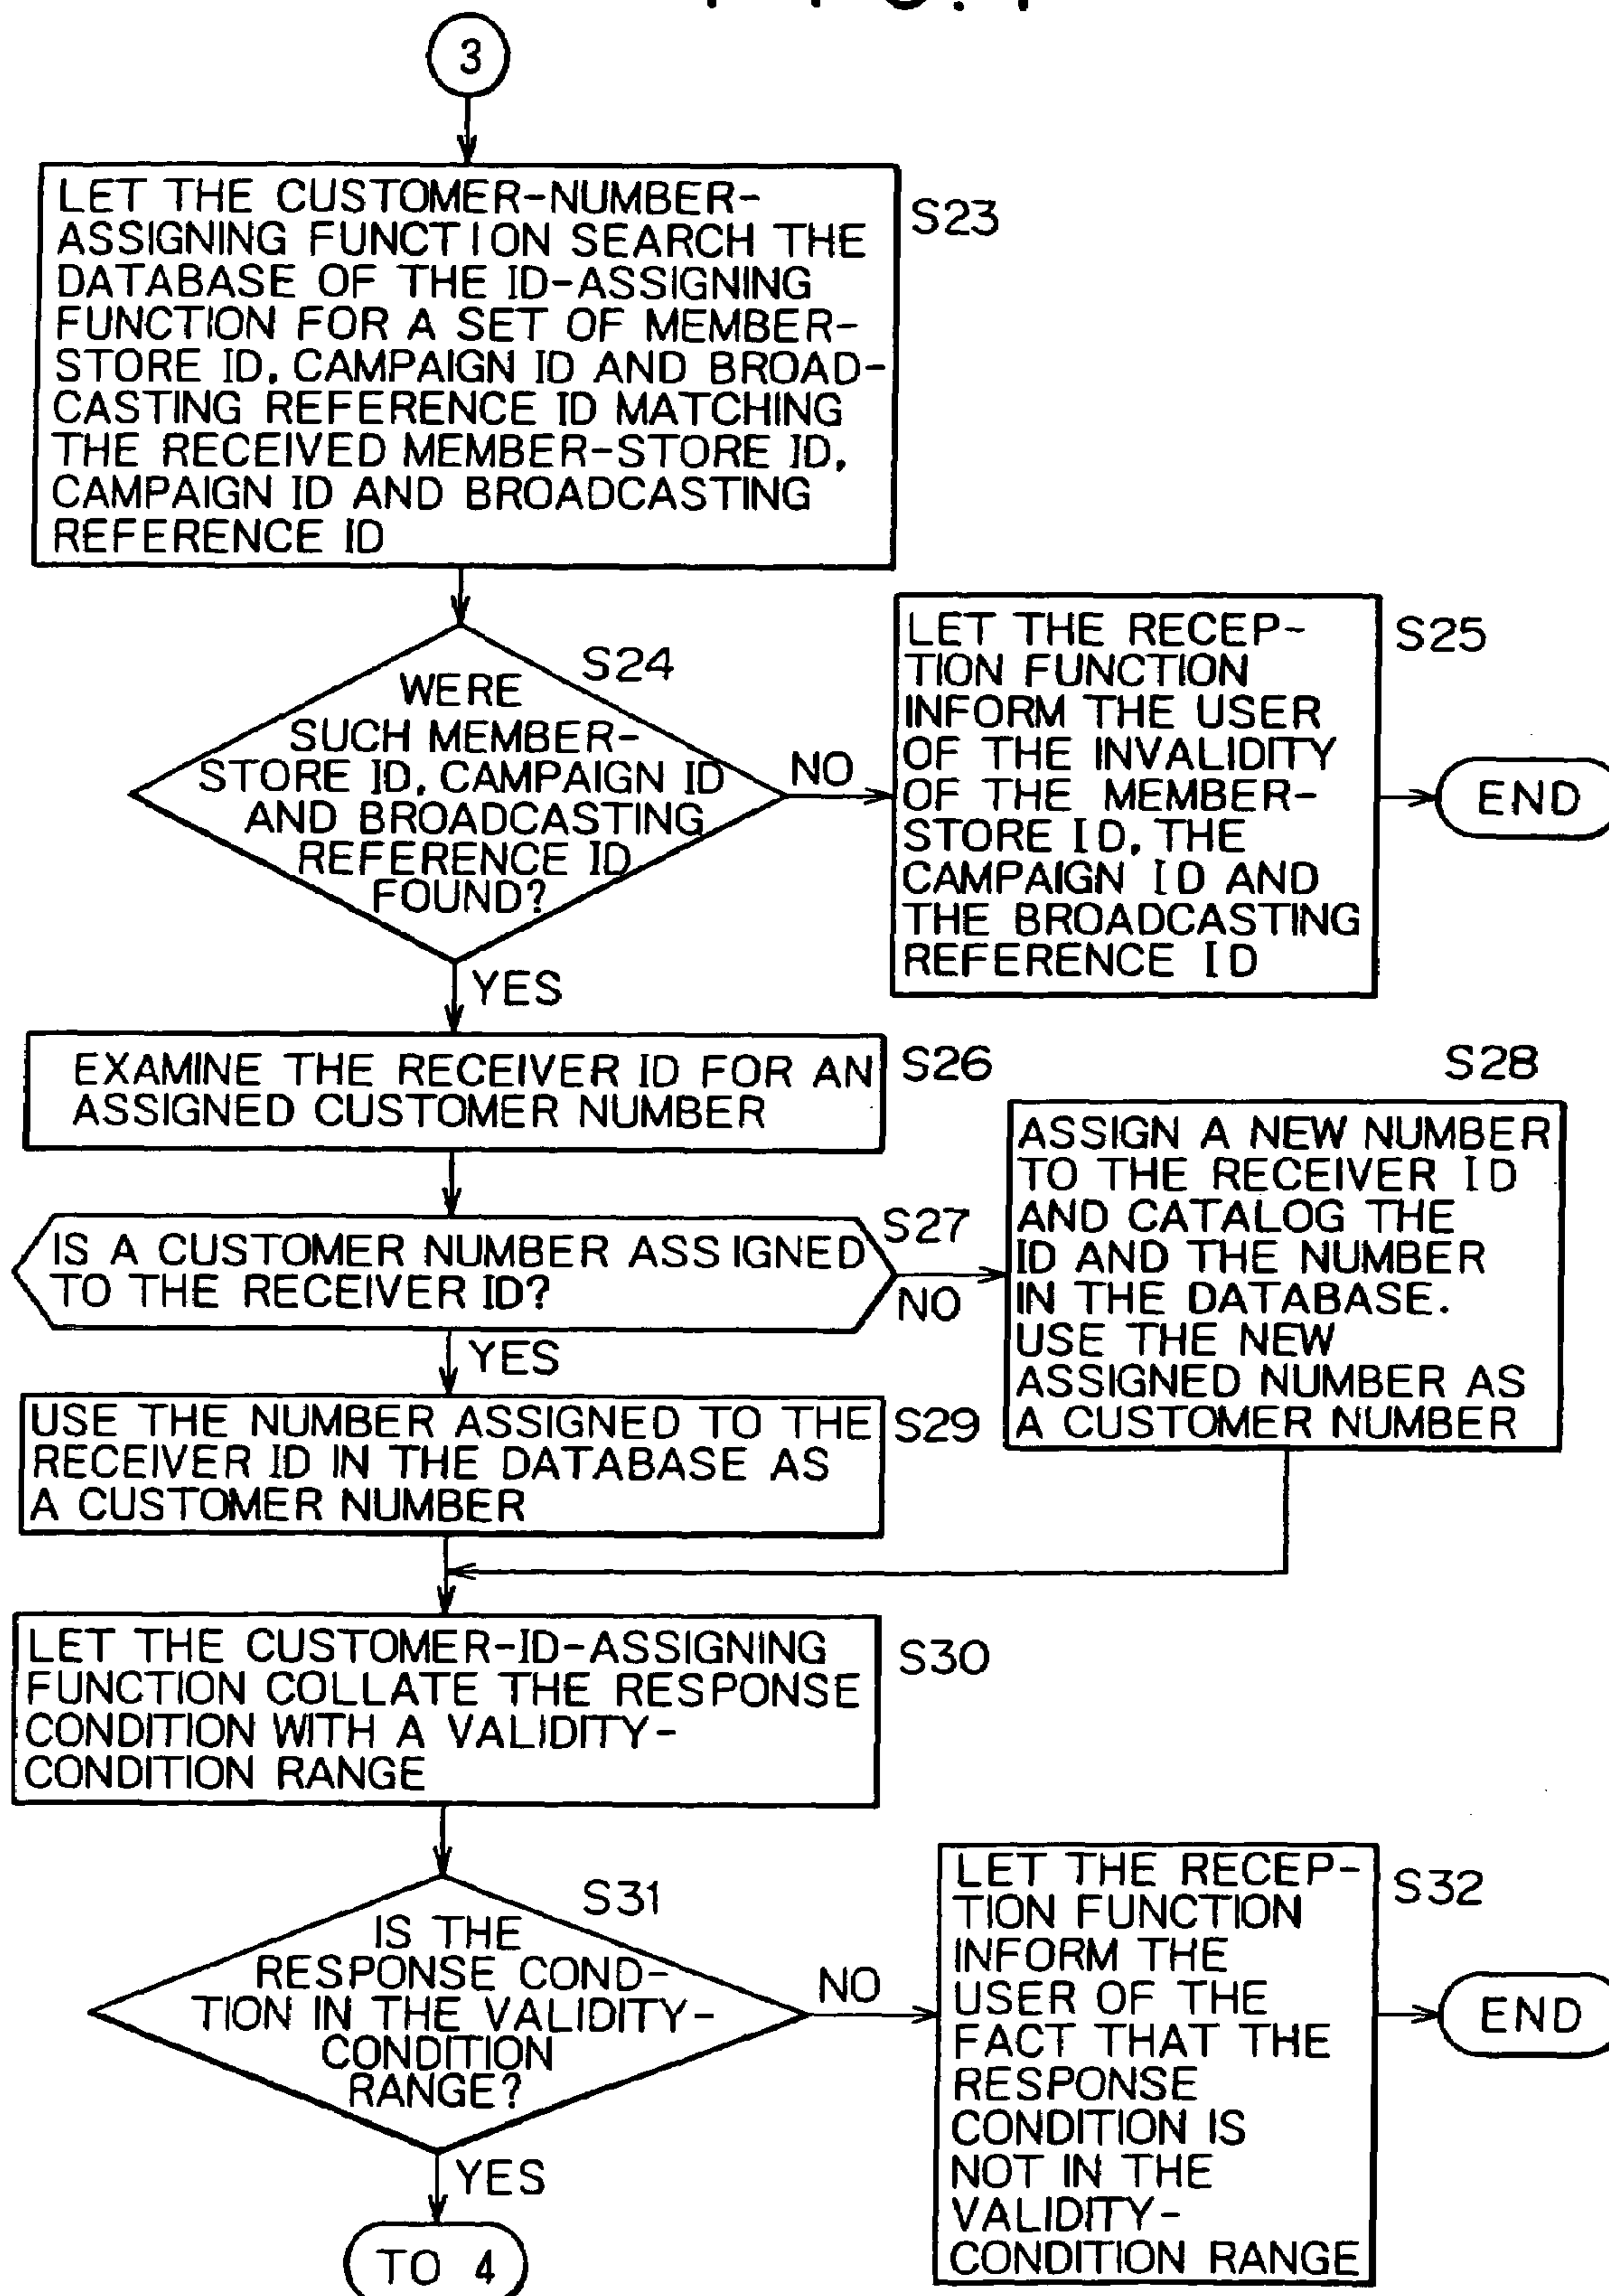 3
LET THE CUSTOMER-NUMBER-
ASSIGNING FUNCTION SEARCH THE
DATABASE OF THE ID-ASSIGNING
FUNCTION FOR A SET OF MEMBER-
STORE ID, CAMPAIGN ID AND BROAD-
CASTING REFERENCE ID MATCHING
THE RECEIVED MEMBER-STORE ID,
CAMPAIGN ID AND BROADCASTING
REFERENCE ID
S23
S24
WERE
SUCH MEMBER-
STORE ID, CAMPAIGN ID
AND BROADCASTING
REFERENCE ID
FOUND?
NO
YES
LET THE RECEP-
TION FUNCTION
INFORM THE USER
OF THE INVALIDITY
OF THE MEMBER-
STORE ID, THE
CAMPAIGN ID AND
THE BROADCASTING
REFERENCE ID
S25
END
EXAMINE THE RECEIVER ID FOR AN
ASSIGNED CUSTOMER NUMBER
S26
IS A CUSTOMER NUMBER ASSIGNED
TO THE RECEIVER ID?
S27
NO
YES
S28
ASSIGN A NEW NUMBER
TO THE RECEIVER ID
AND CATALOG THE
ID AND THE NUMBER
IN THE DATABASE.
USE THE NEW
ASSIGNED NUMBER AS
A CUSTOMER NUMBER
USE THE NUMBER ASSIGNED TO THE
RECEIVER ID IN THE DATABASE AS
A CUSTOMER NUMBER
S29
LET THE CUSTOMER-ID-ASSIGNING
FUNCTION COLLATE THE RESPONSE
CONDITION WITH A VALIDITY-
CONDITION RANGE
S30
S31
IS THE
RESPONSE COND-
TION IN THE VALIDITY-
CONDITION
RANGE?
NO
YES
LET THE RECEP-
TION FUNCTION
INFORM THE
USER OF THE
FACT THAT THE
RESPONSE
CONDITION IS
NOT IN THE
VALIDITY-
CONDITION RANGE
S32
END
TO 4